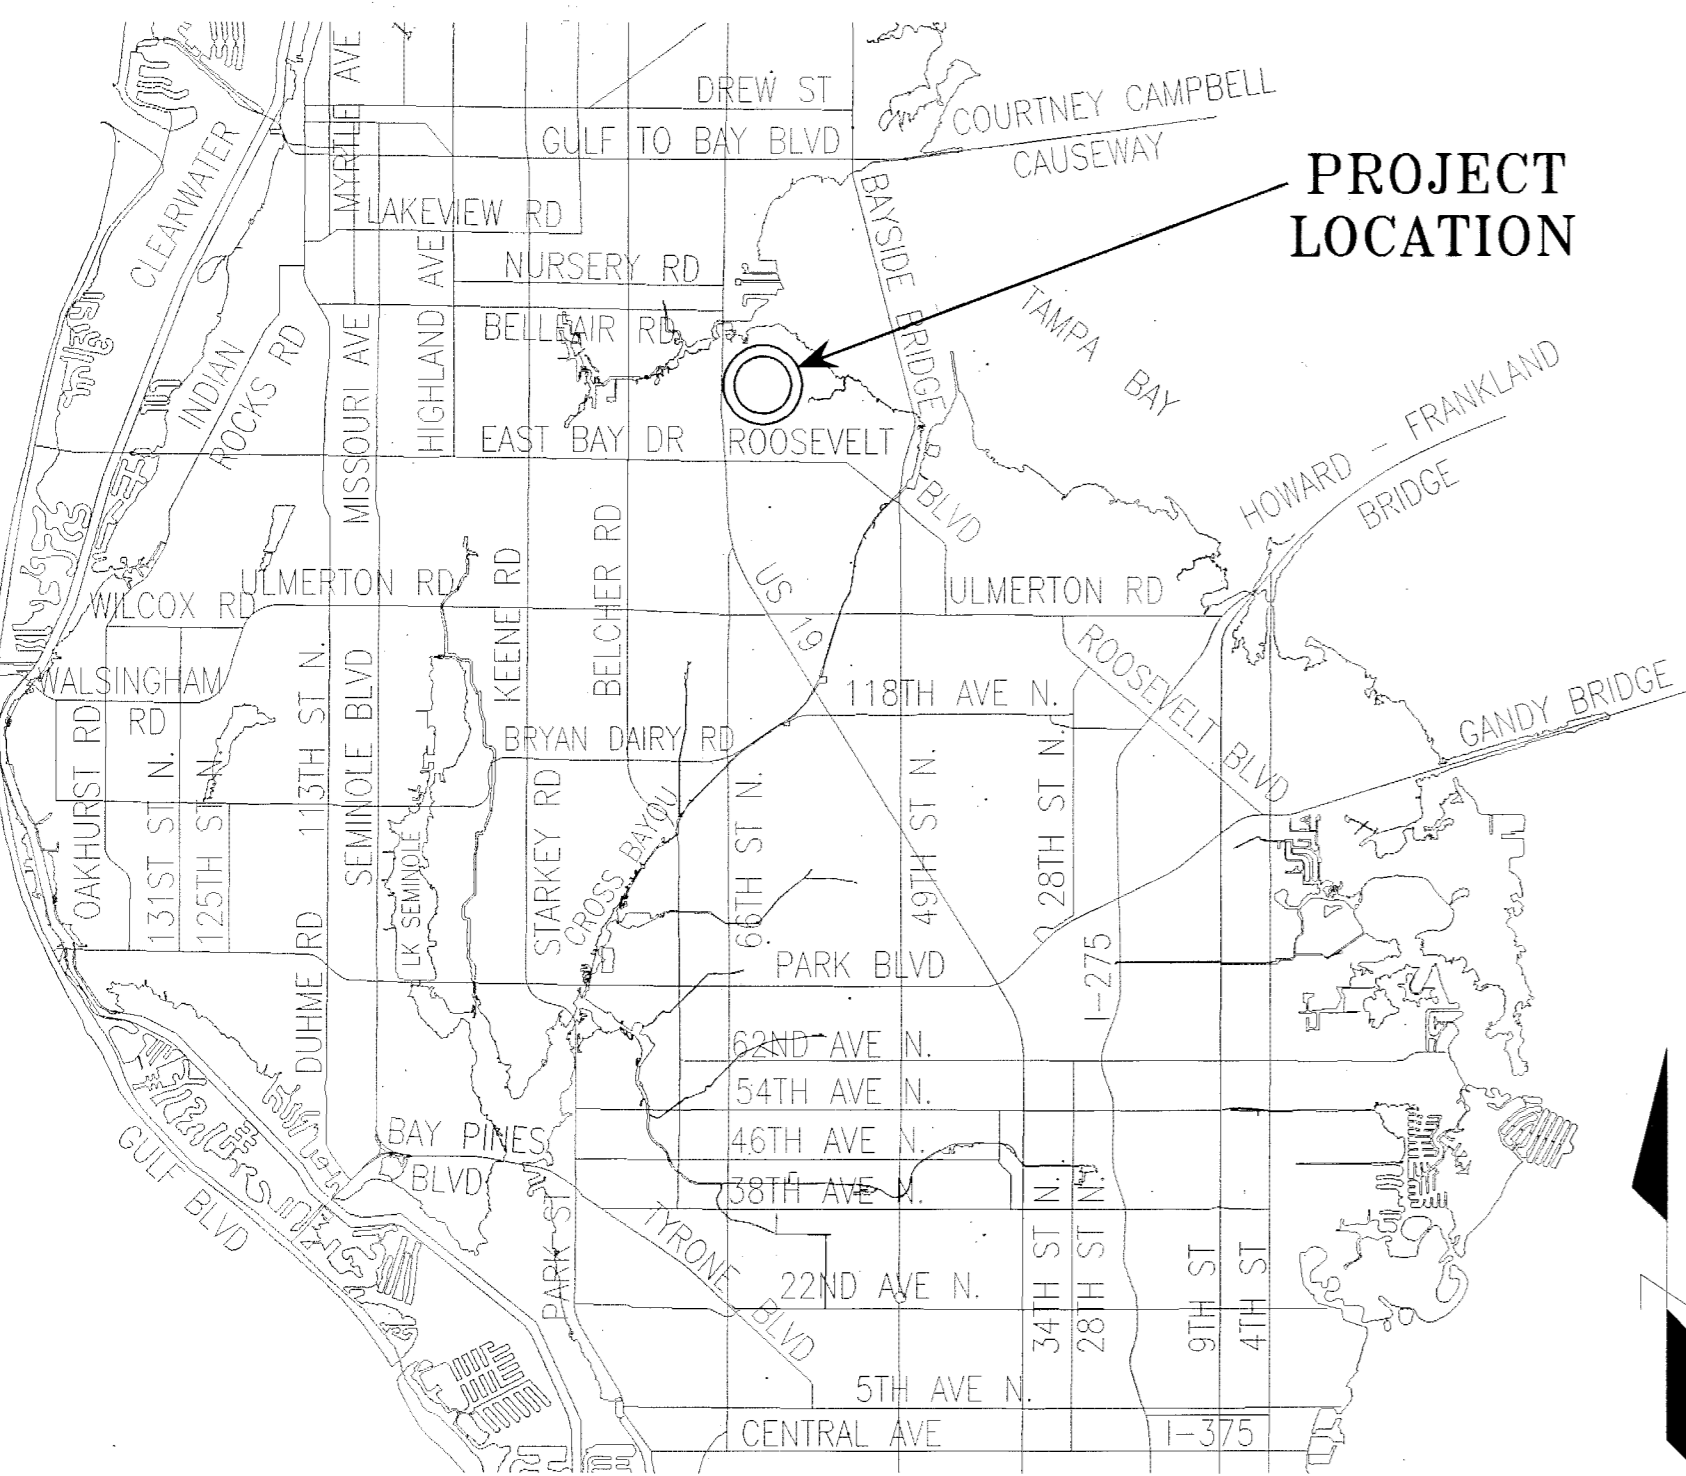 DREW ST
COURTNEY CAMPBELL
CAUSEWAY
GULF TO BAY BLVD
MYRTLE AVE
CLEARWATER
PROJECT
LOCATION
LAKEVIEW RD
BAYSIDE BRIDGE
NURSERY RD
HIGHLAND AVE
BELLEAIR RD
TAMPA BAY
INDIAN
ROCKS RD
MISSOURI AVE
EAST BAY DR
ROOSEVELT
BLVD
HOWARD - FRANKLAND
BRIDGE
ULMERTON RD
WILCOX RD
KEENE RD
BELCHER RD
US 19
ULMERTON RD
WALSINGHAM
RD
113TH ST N.
SEMINOLE BLVD
118TH AVE N.
ROOSEVELT BLVD
GANDY BRIDGE
OAKHURST RD
131ST ST N.
125TH ST N.
BRYAN DAIRY RD
STARKEY RD
CROSS BAYOU
66TH ST N.
49TH ST N.
28TH ST N.
LK SEMINOLE
DUHME RD
PARK BLVD
I-275
62ND AVE N.
54TH AVE N.
46TH AVE N.
38TH AVE N.
BAY PINES
BLVD
GULF BLVD
PARK ST
TYRONE BLVD
22ND AVE N.
34TH ST N.
28TH ST N.
9TH ST
4TH ST
5TH AVE N.
CENTRAL AVE
I-375